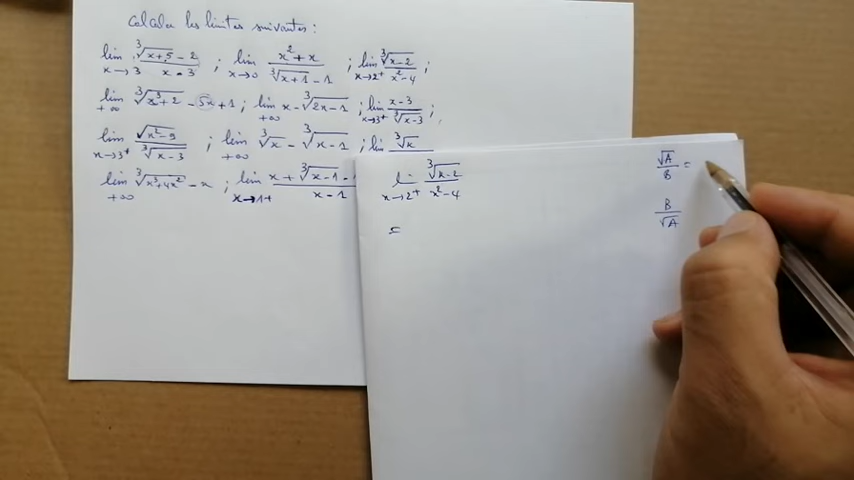 Calculer les limites suivantes :
lim x→3 ∛(x+5) - 2 / x - 3 ; lim x→0 x² + x / ∛(x+1) - 1 ; lim x→2⁺ ∛(x-2) / x² - 4 ;
lim +∞ ∛(x³+2) - 5x + 1 ; lim +∞ x - ∛(2x-1) ; lim x→3⁺ x-3 / ∛(x-3) ;
lim x→3⁺ √(x²-9) / ∛(x-3) ; lim +∞ ∛x - ∛(x-1) ; lim ∛x
lim +∞ ∛(x³+4x²) - x ; lim x→1+ x + ∛(x-1) - / x - 1
lim x→2⁺ ∛(x-2) / x² - 4
=
√A / B =
B / √A